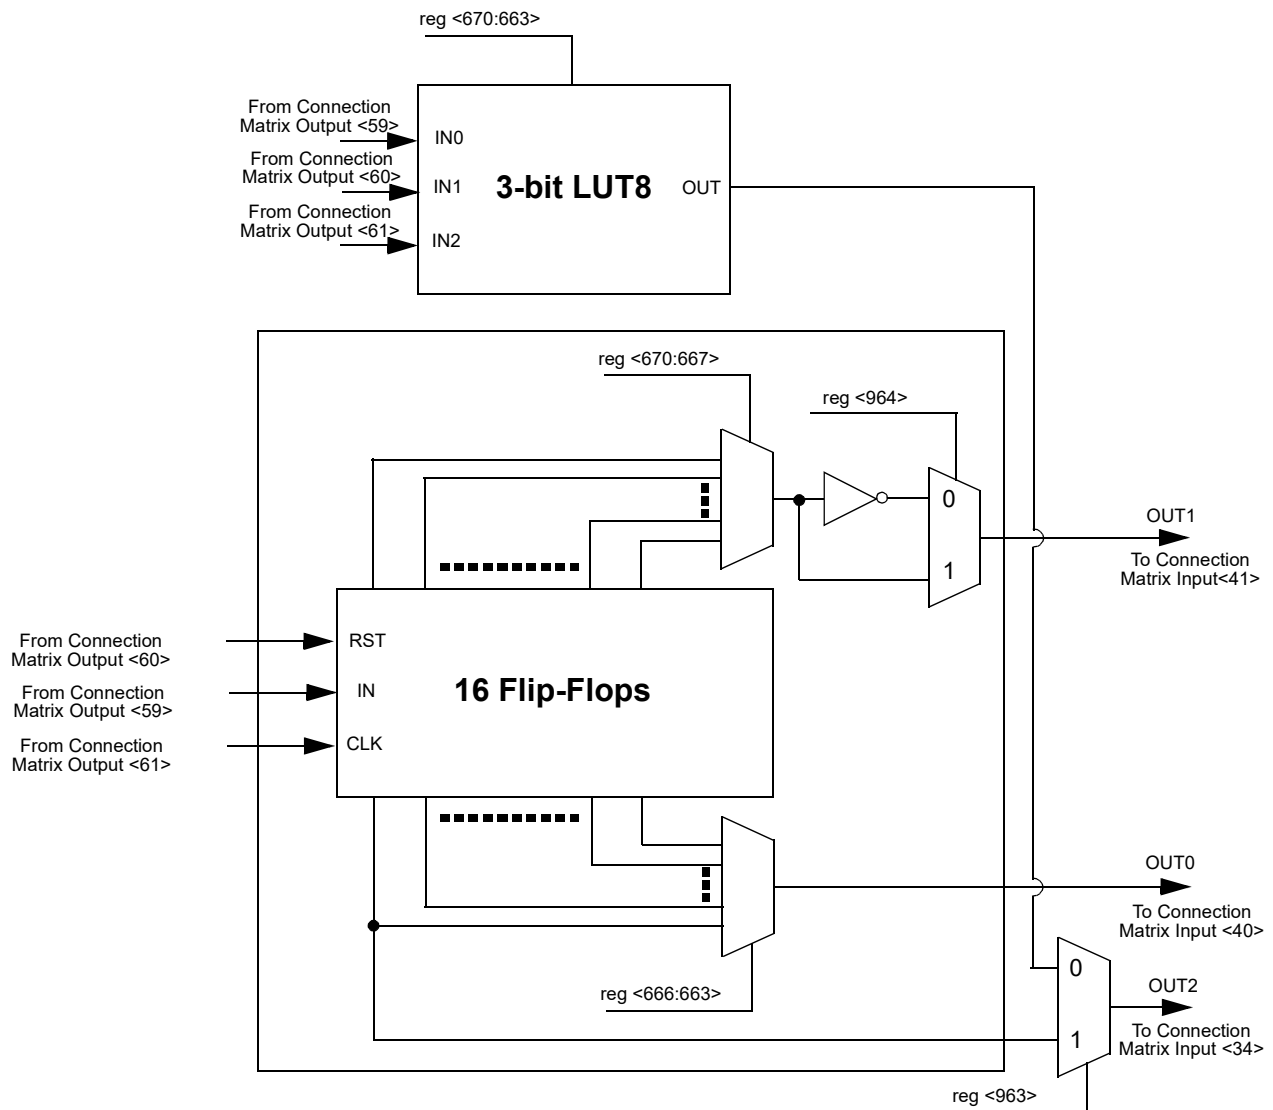 reg <670:663>
From Connection
Matrix Output <59>
IN0
From Connection
Matrix Output <60>
IN1
3-bit LUT8
OUT
From Connection
Matrix Output <61>
IN2
reg <670:667>
reg <964>
0
OUT1
To Connection
Matrix Input<41>
1
From Connection
Matrix Output <60>
RST
From Connection
Matrix Output <59>
IN
16 Flip-Flops
From Connection
Matrix Output <61>
CLK
OUT0
To Connection
Matrix Input <40>
reg <666:663>
0
OUT2
To Connection
Matrix Input <34>
1
reg <963>